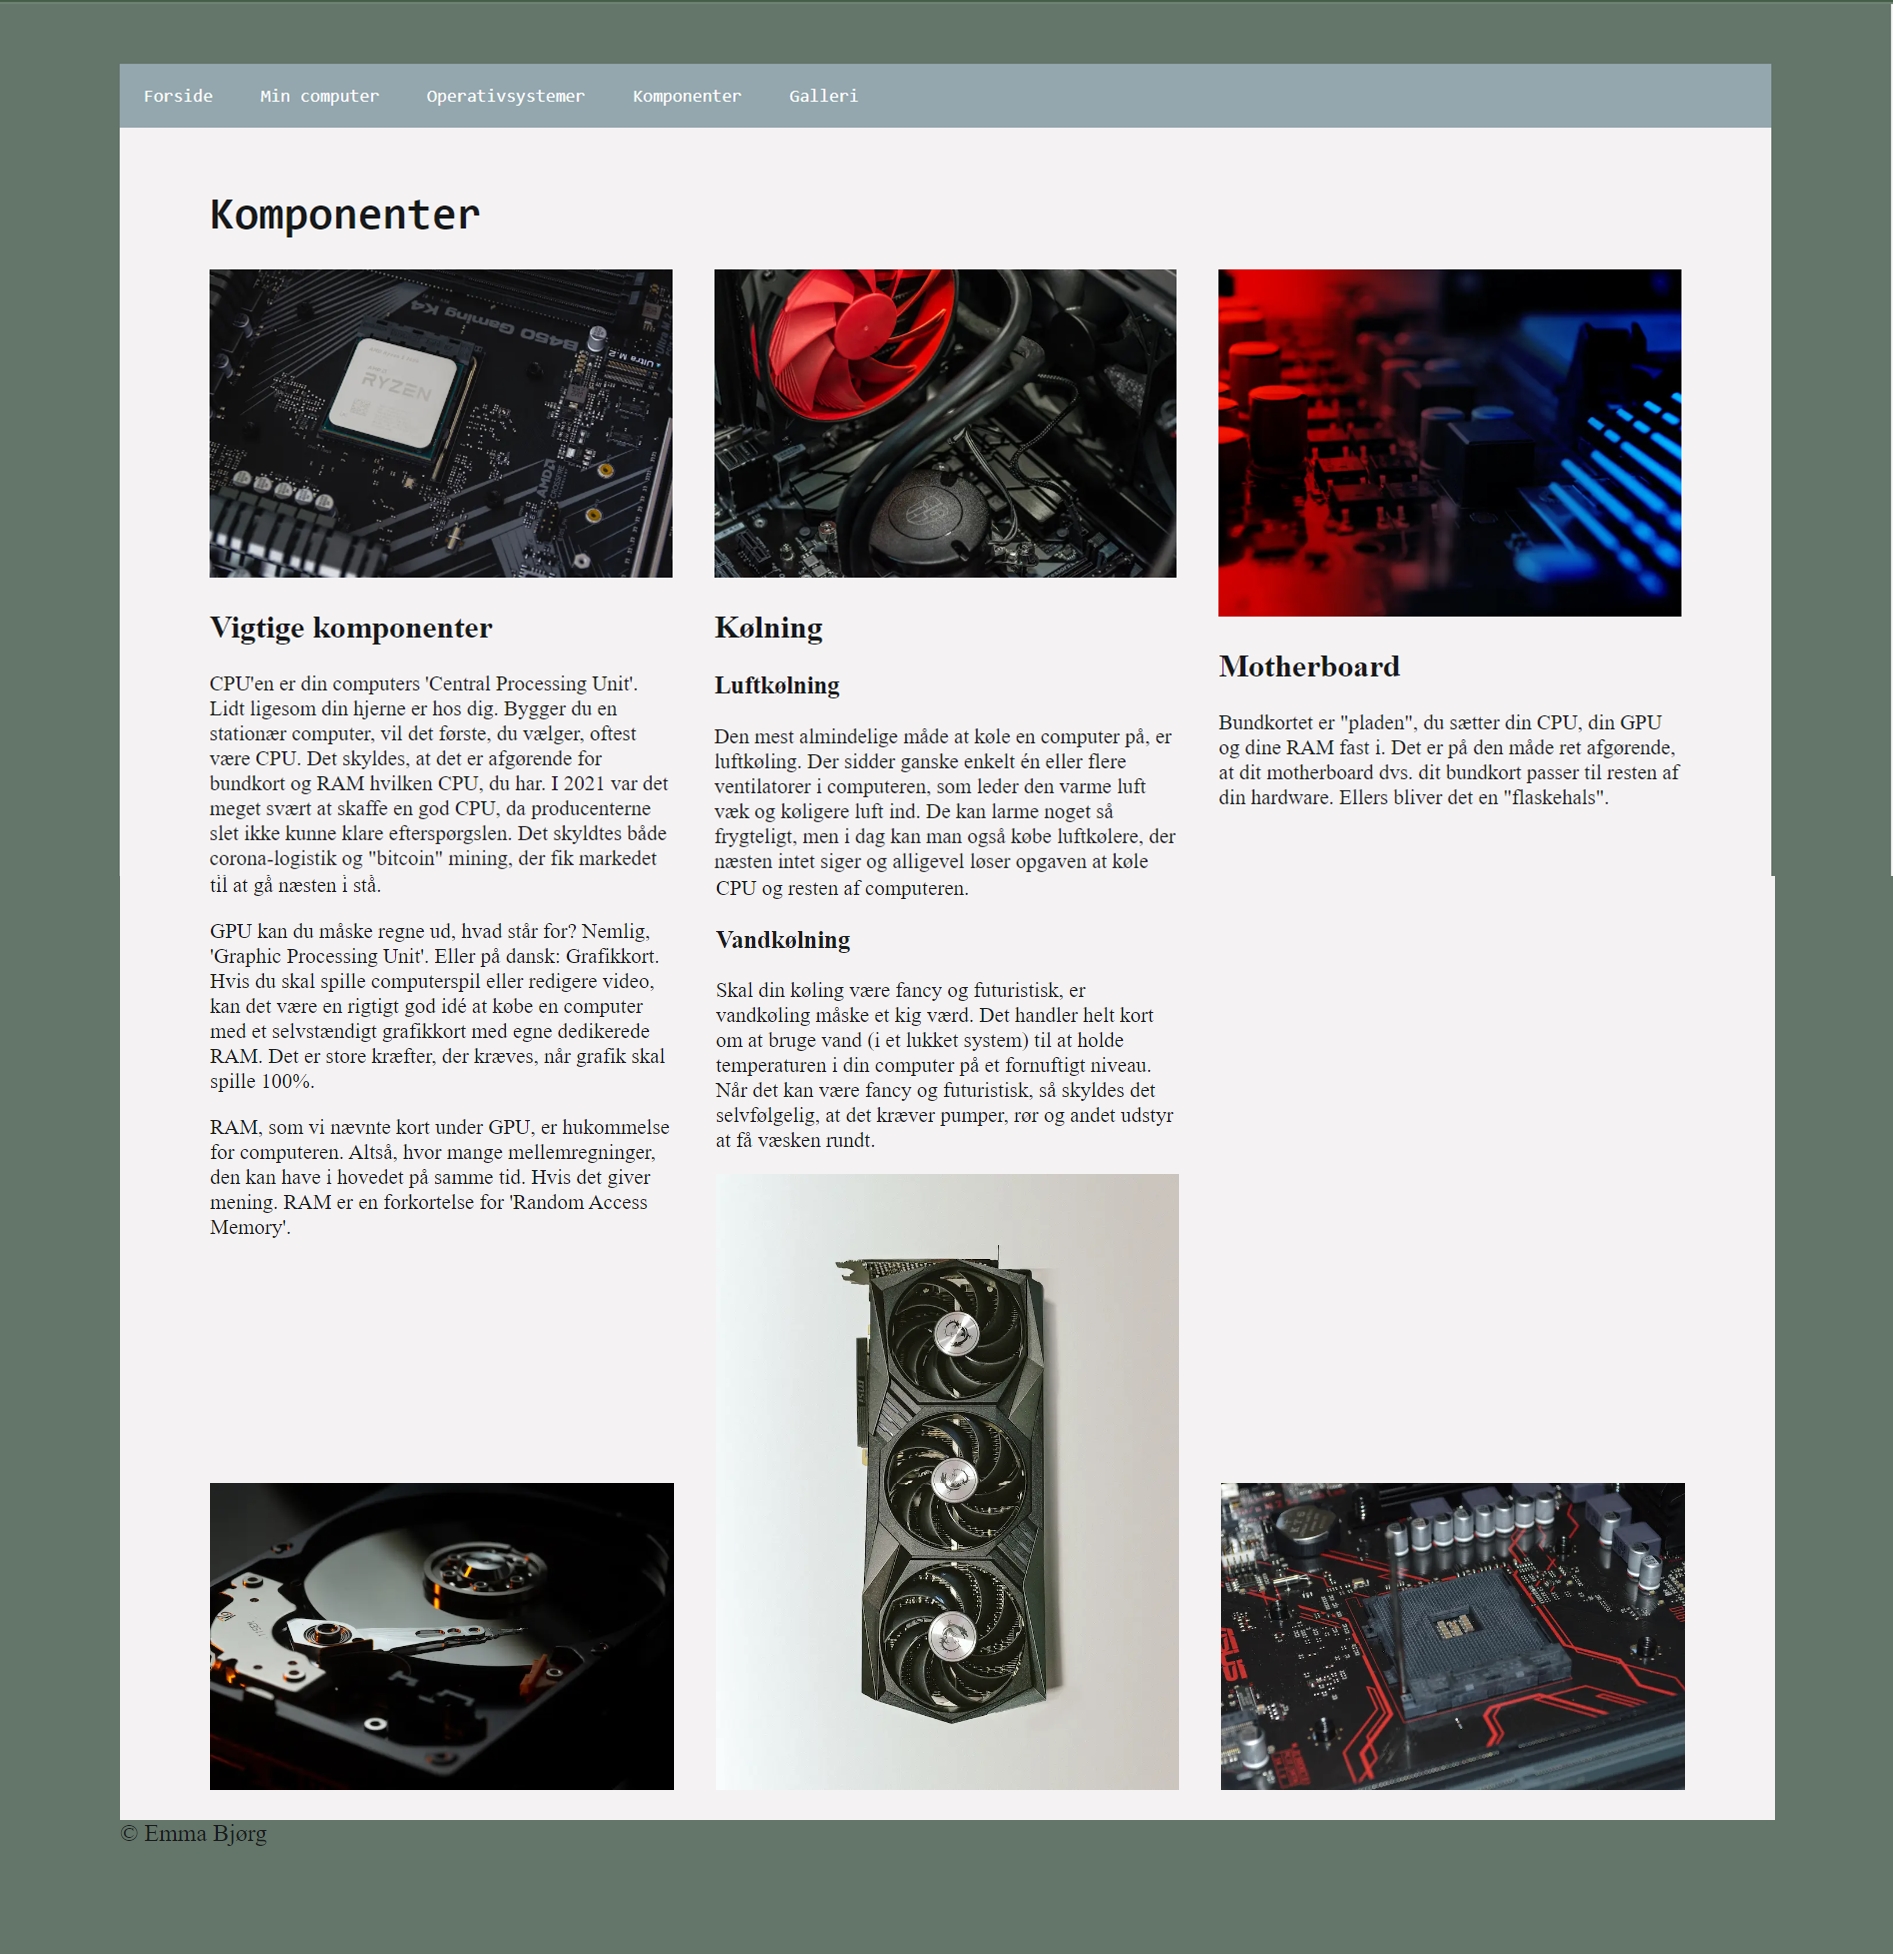 Forside Min computer Operativsystemer Komponenter Galleri
Komponenter
B450 Gaming K4
Ultra M.2
RYZEN
AMD
Vigtige komponenter
CPU'en er din computers 'Central Processing Unit'.
Lidt ligesom din hjerne er hos dig. Bygger du en
stationær computer, vil det første, du vælger, oftest
være CPU. Det skyldes, at det er afgørende for
bundkort og RAM hvilken CPU, du har. I 2021 var det
meget svært at skaffe en god CPU, da producenterne
slet ikke kunne klare efterspørgslen. Det skyldtes både
corona-logistik og "bitcoin" mining, der fik markedet
til at gå næsten i stå.
GPU kan du måske regne ud, hvad står for? Nemlig,
'Graphic Processing Unit'. Eller på dansk: Grafikkort.
Hvis du skal spille computerspil eller redigere video,
kan det være en rigtigt god idé at købe en computer
med et selvstændigt grafikkort med egne dedikerede
RAM. Det er store kræfter, der kræves, når grafik skal
spille 100%.
RAM, som vi nævnte kort under GPU, er hukommelse
for computeren. Altså, hvor mange mellemregninger,
den kan have i hovedet på samme tid. Hvis det giver
mening. RAM er en forkortelse for 'Random Access
Memory'.
Kølning
Luftkølning
Den mest almindelige måde at køle en computer på, er
luftkøling. Der sidder ganske enkelt én eller flere
ventilatorer i computeren, som leder den varme luft
væk og køligere luft ind. De kan larme noget så
frygteligt, men i dag kan man også købe luftkølere, der
næsten intet siger og alligevel løser opgaven at køle
CPU og resten af computeren.
Vandkølning
Skal din køling være fancy og futuristisk, er
vandkøling måske et kig værd. Det handler helt kort
om at bruge vand (i et lukket system) til at holde
temperaturen i din computer på et fornuftigt niveau.
Når det kan være fancy og futuristisk, så skyldes det
selvfølgelig, at det kræver pumper, rør og andet udstyr
at få væsken rundt.
Motherboard
Bundkortet er "pladen", du sætter din CPU, din GPU
og dine RAM fast i. Det er på den måde ret afgørende,
at dit motherboard dvs. dit bundkort passer til resten af
din hardware. Ellers bliver det en "flaskehals".
© Emma Bjørg